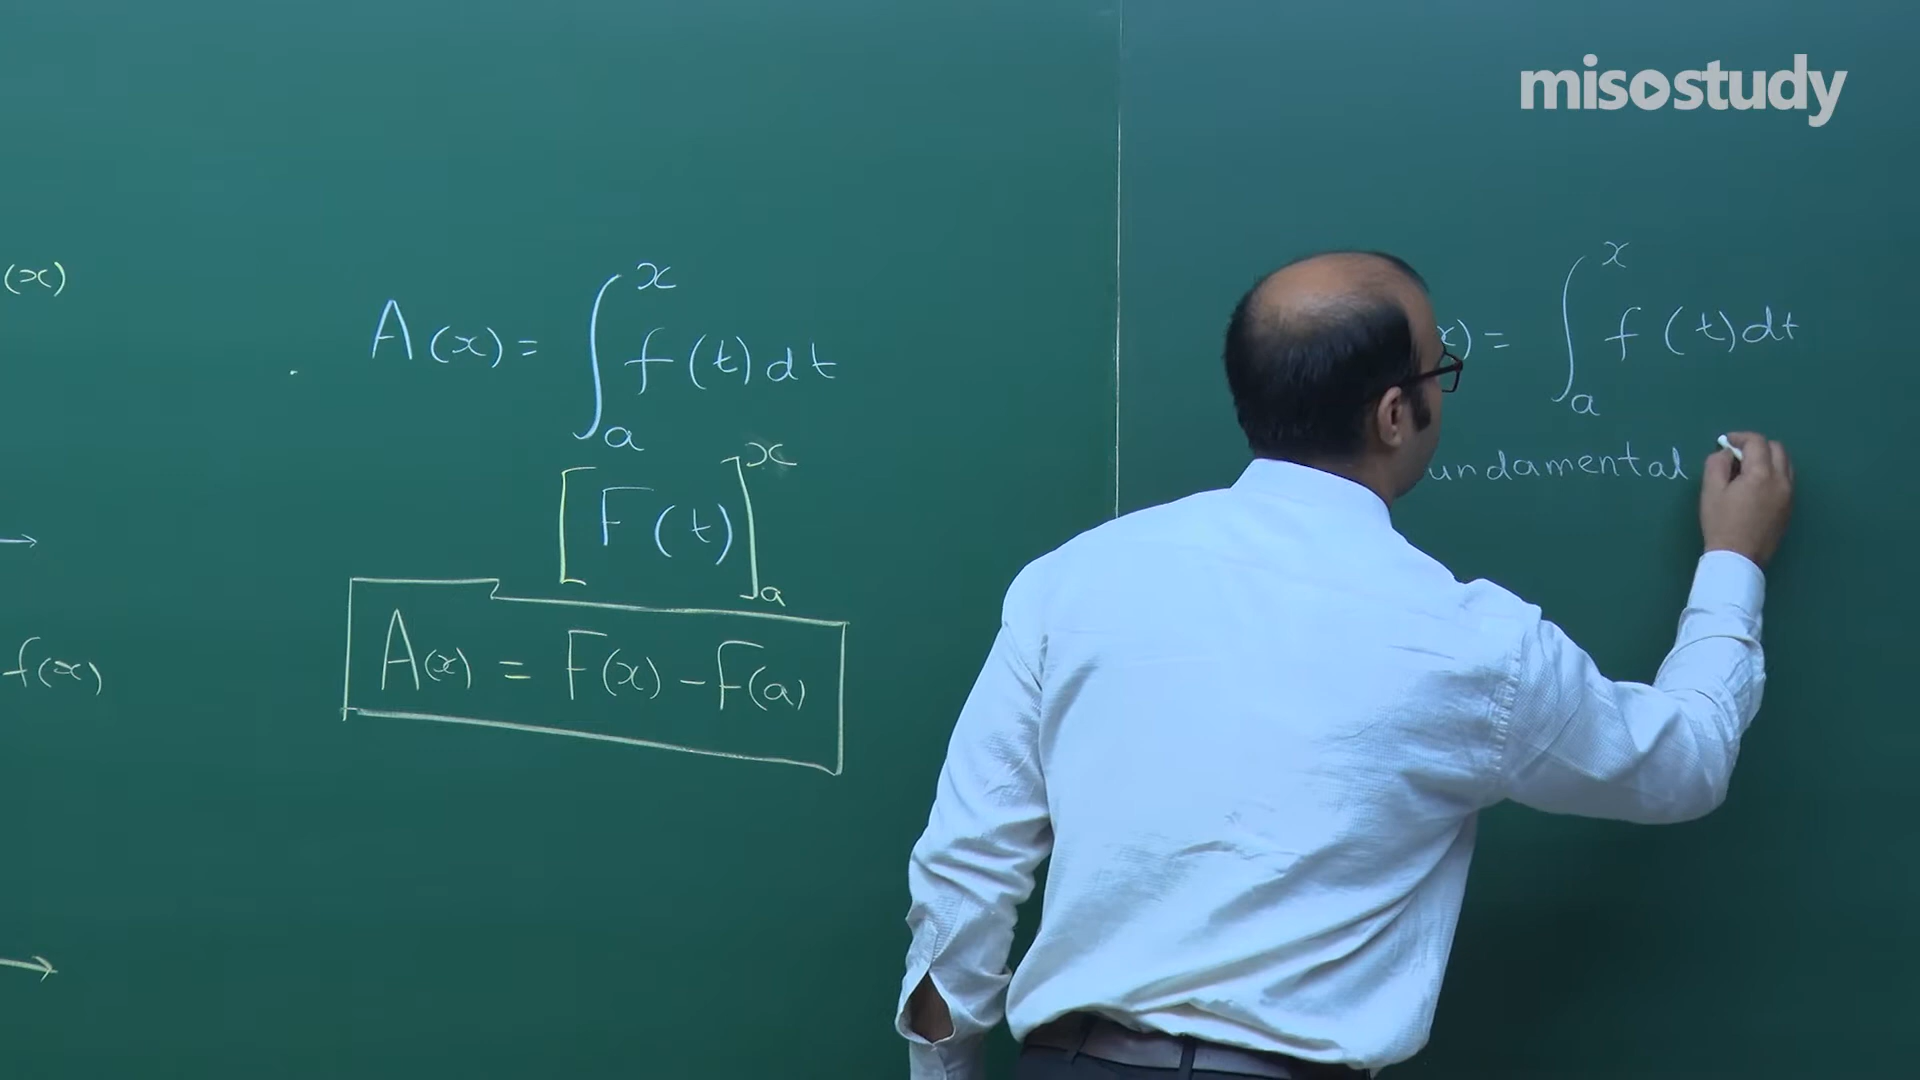 misostudy
(x)
f(x)
A(x) = ∫ₐˣ f(t) dt
[F(t)]ₐˣ
A(x) = F(x) - F(a)
x) = ∫ₐˣ f(t) dt
undamental